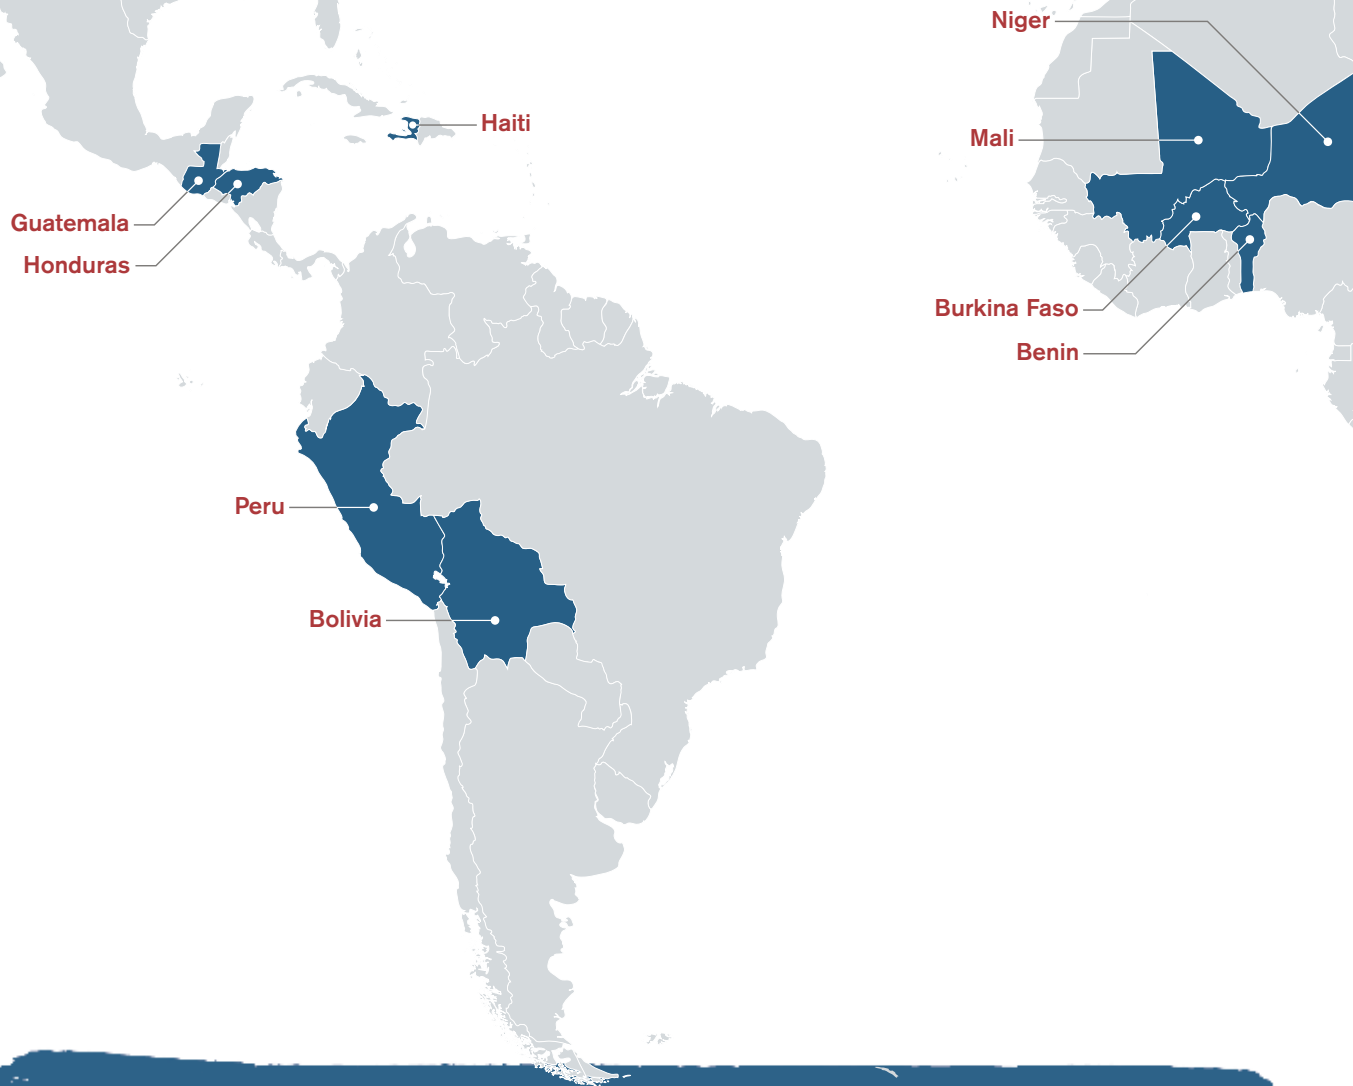 Niger
Haiti
Mali
Guatemala
Honduras
Burkina Faso
Benin
Peru
Bolivia